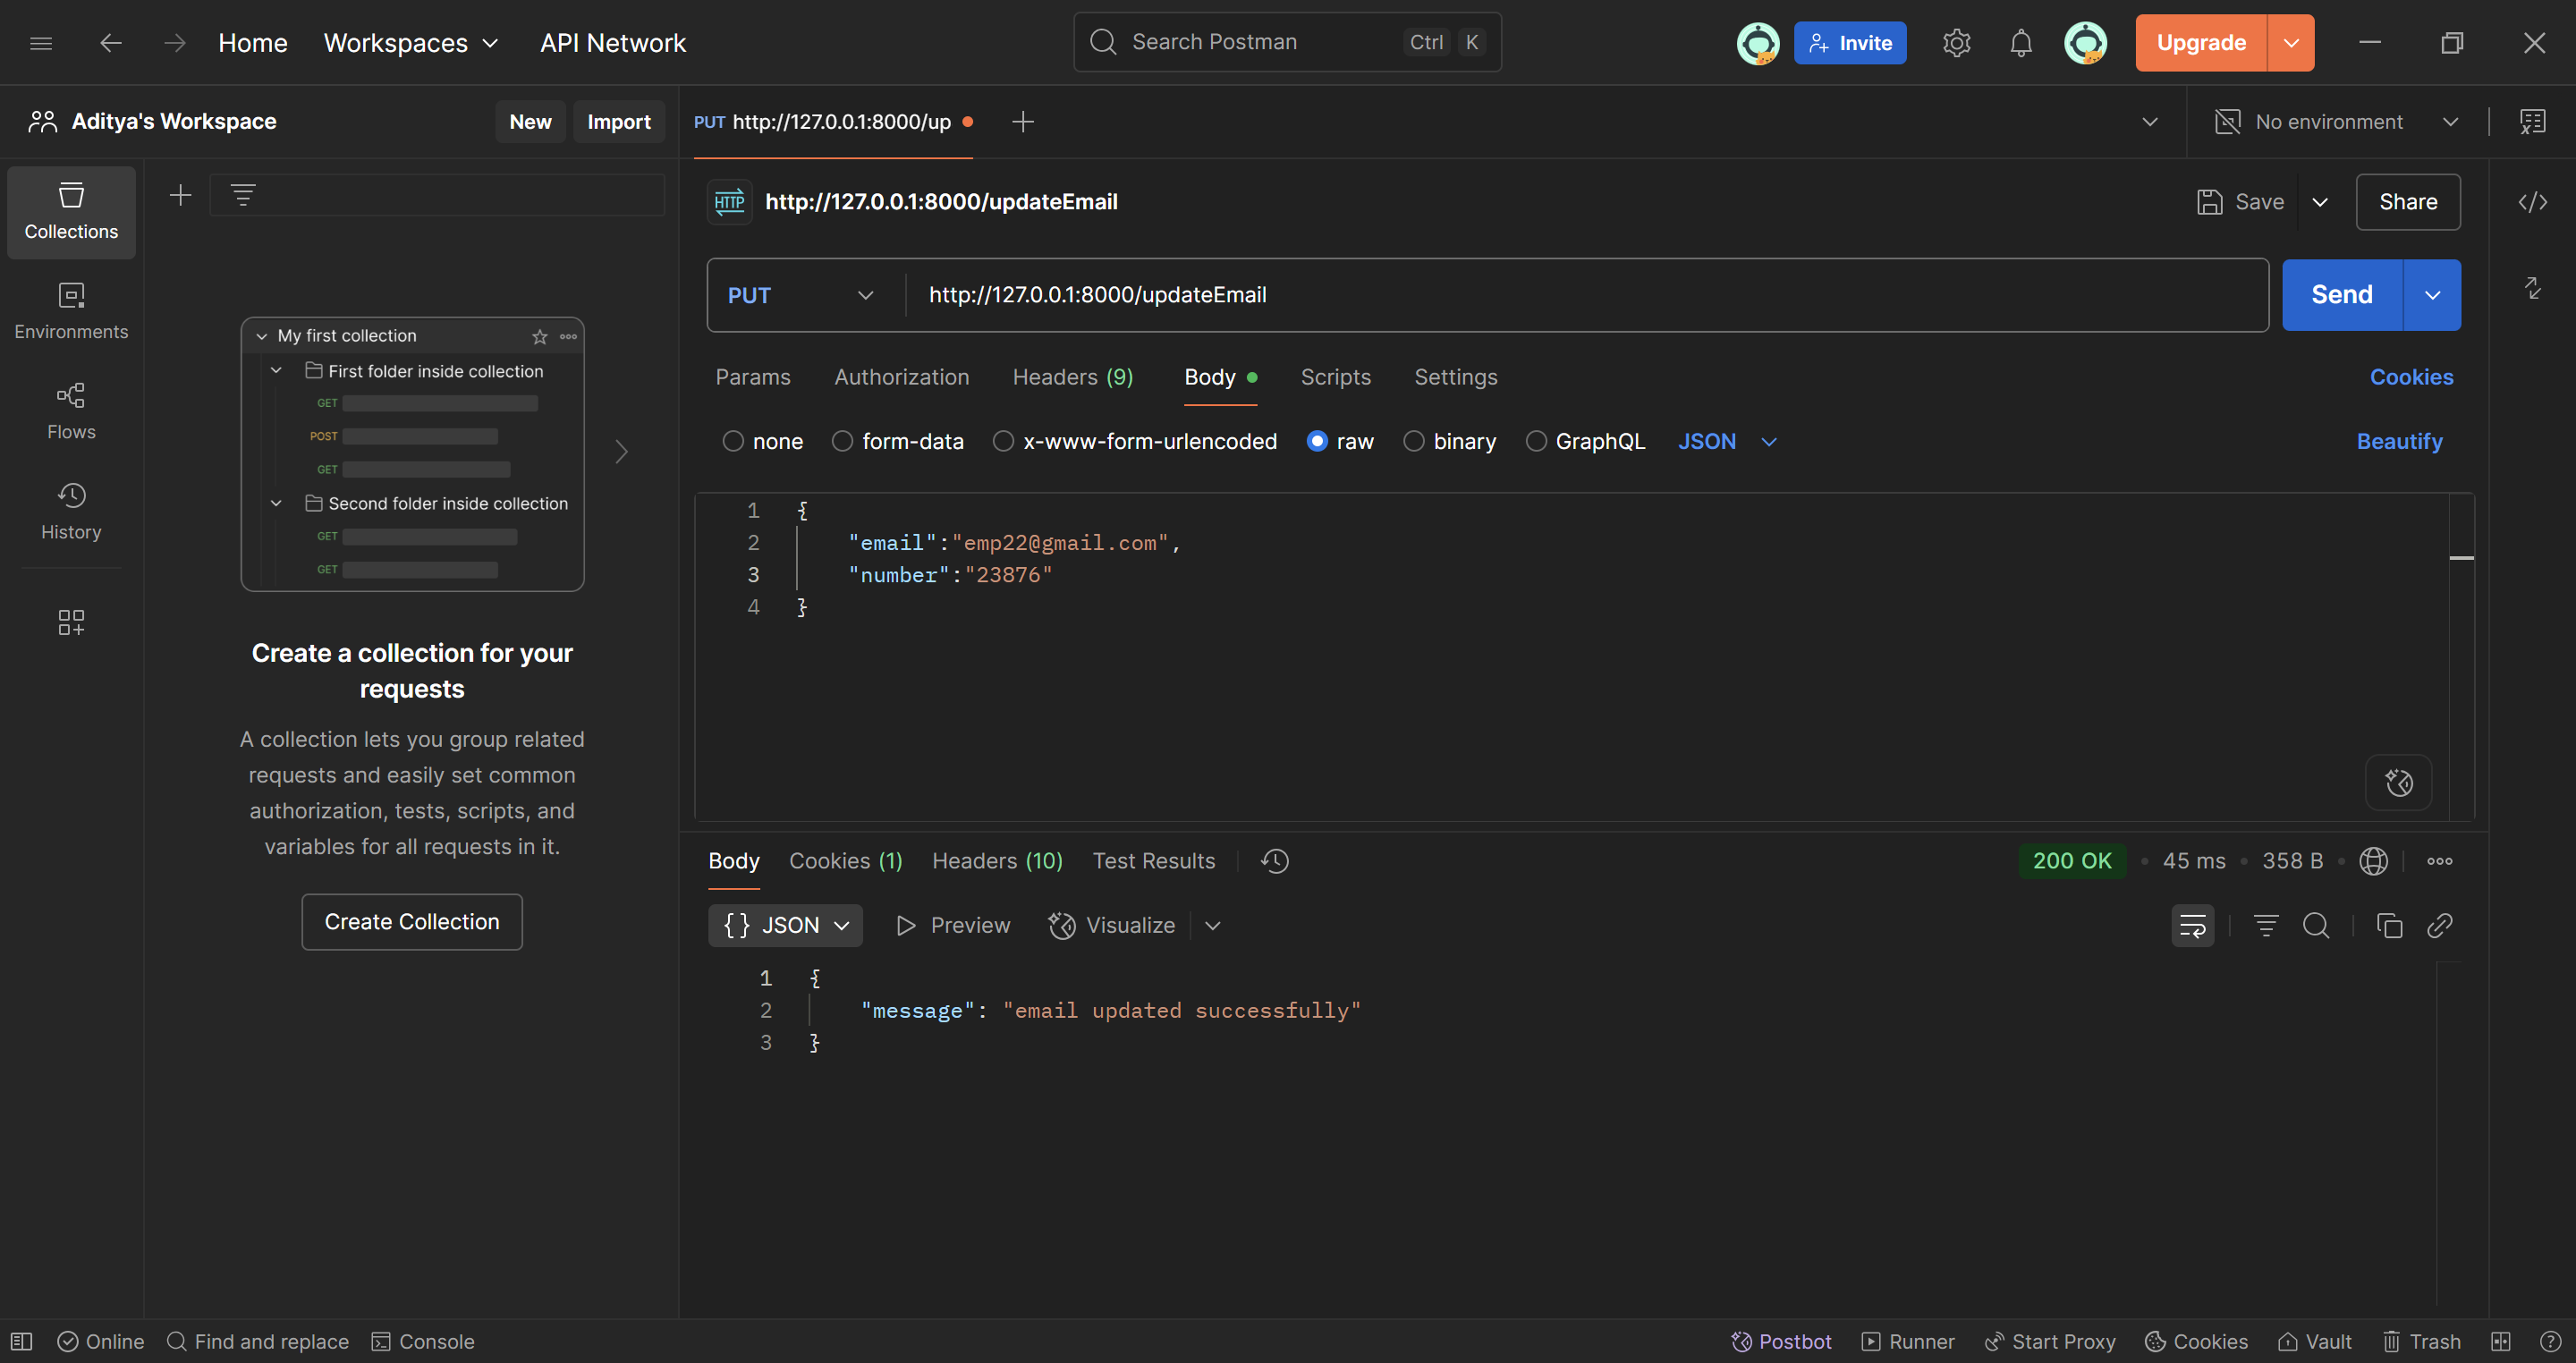 Home Workspaces API Network Search Postman Ctrl K Invite Upgrade
Aditya's Workspace New Import PUT http://127.0.0.1:8000/up No environment
Collections
Environments
Flows
History
My first collection
First folder inside collection
GET
POST
GET
Second folder inside collection
GET
GET
Create a collection for your
requests
A collection lets you group related
requests and easily set common
authorization, tests, scripts, and
variables for all requests in it.
Create Collection
HTTP http://127.0.0.1:8000/updateEmail Save Share
PUT http://127.0.0.1:8000/updateEmail Send
Params Authorization Headers (9) Body Scripts Settings Cookies
none form-data x-www-form-urlencoded raw binary GraphQL JSON Beautify
1 {
2 "email":"emp22@gmail.com",
3 "number":"23876"
4 }
Body Cookies (1) Headers (10) Test Results 200 OK • 45 ms • 358 B •
{} JSON Preview Visualize
1 {
2 "message": "email updated successfully"
3 }
Online Find and replace Console Postbot Runner Start Proxy Cookies Vault Trash